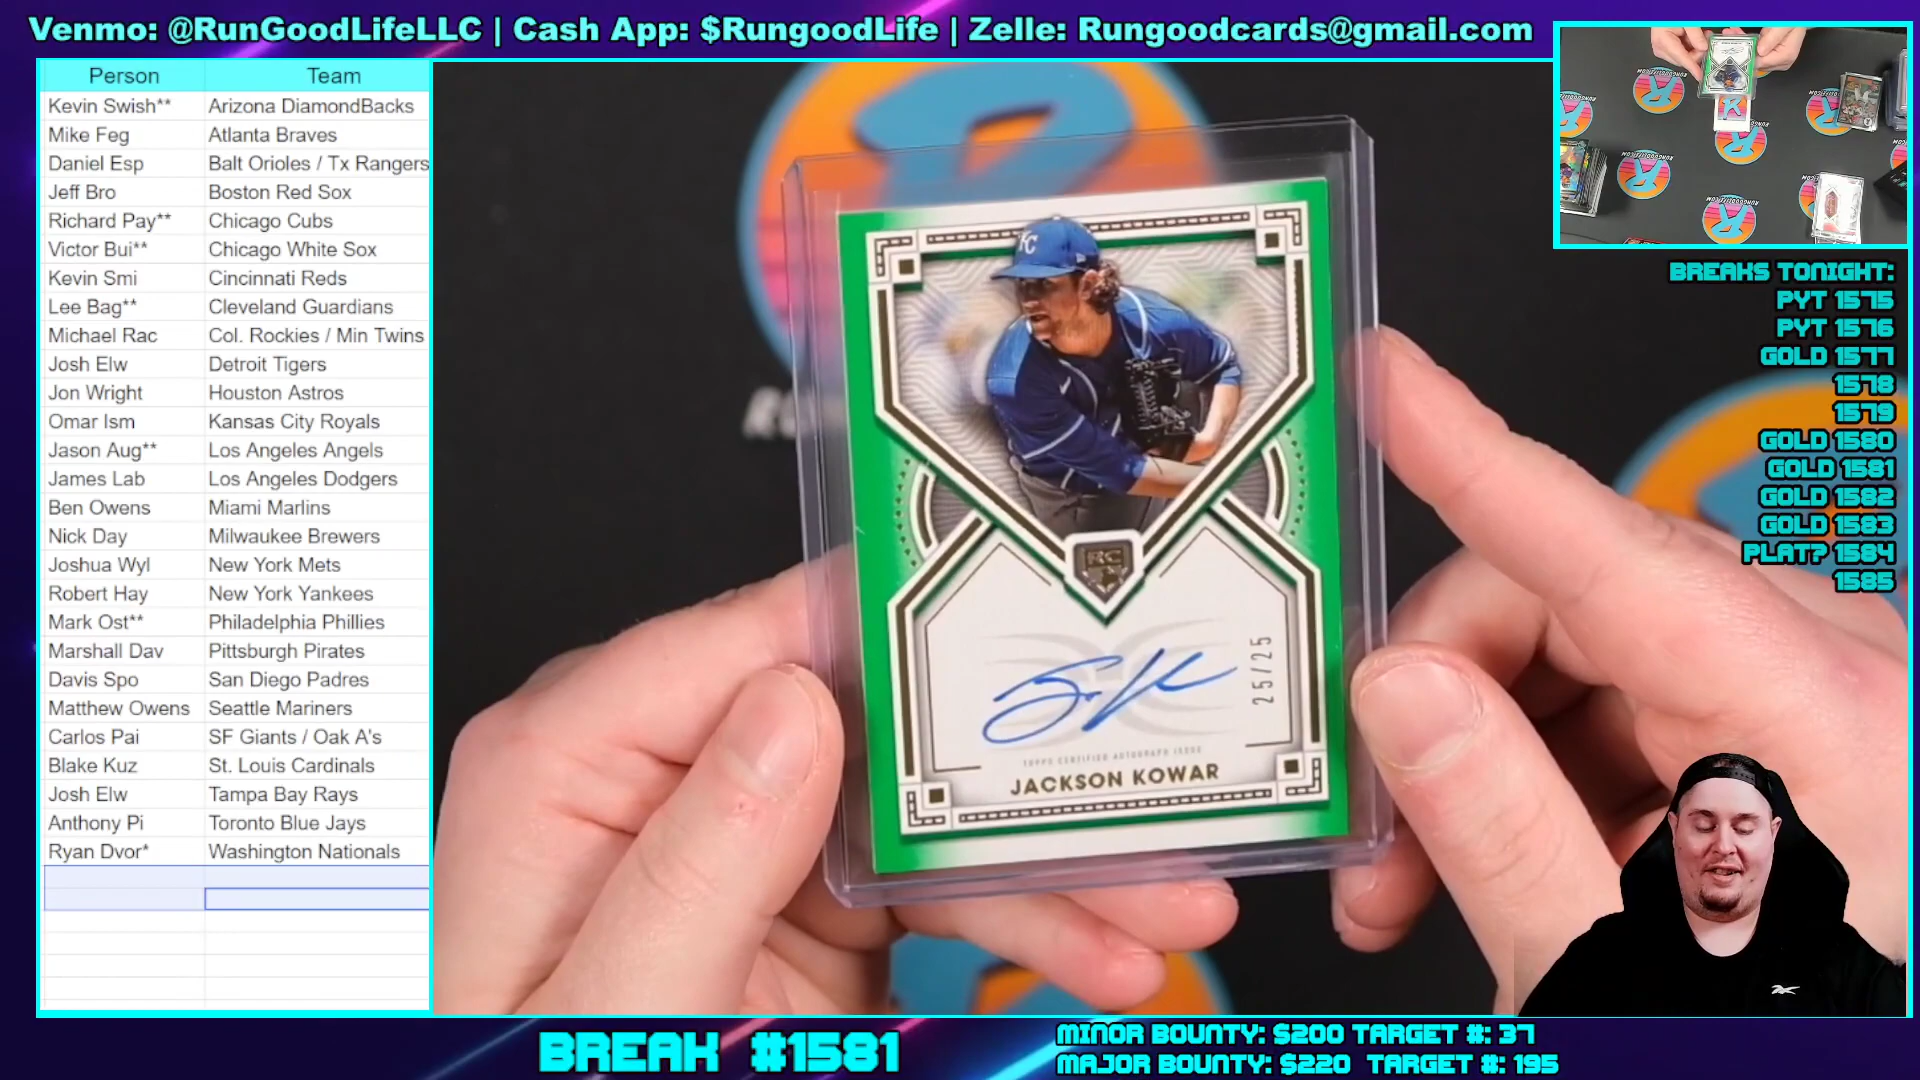 Venmo: @RunGoodLifeLLC | Cash App: $RungoodLife | Zelle: Rungoodcards@gmail.com
Person Team
Kevin Swish** Arizona DiamondBacks
Mike Feg Atlanta Braves
Daniel Esp Balt Orioles / Tx Rangers
Jeff Bro Boston Red Sox
Richard Pay** Chicago Cubs
Victor Bui** Chicago White Sox
Kevin Smi Cincinnati Reds
Lee Bag** Cleveland Guardians
Michael Rac Col. Rockies / Min Twins
Josh Elw Detroit Tigers
Jon Wright Houston Astros
Omar Ism Kansas City Royals
Jason Aug** Los Angeles Angels
James Lab Los Angeles Dodgers
Ben Owens Miami Marlins
Nick Day Milwaukee Brewers
Joshua Wyl New York Mets
Robert Hay New York Yankees
Mark Ost** Philadelphia Phillies
Marshall Dav Pittsburgh Pirates
Davis Spo San Diego Padres
Matthew Owens Seattle Mariners
Carlos Pai SF Giants / Oak A's
Blake Kuz St. Louis Cardinals
Josh Elw Tampa Bay Rays
Anthony Pi Toronto Blue Jays
Ryan Dvor* Washington Nationals
KC
RC
25/25
TOPPS CERTIFIED AUTOGRAPH ISSUE
JACKSON KOWAR
BREAKS TONIGHT:
PYT 1575
PYT 1576
GOLD 1577
1578
1579
GOLD 1580
GOLD 1581
GOLD 1582
GOLD 1583
PLAT? 1584
1585
BREAK #1581
MINOR BOUNTY: $200 TARGET #: 37
MAJOR BOUNTY: $220 TARGET #: 195